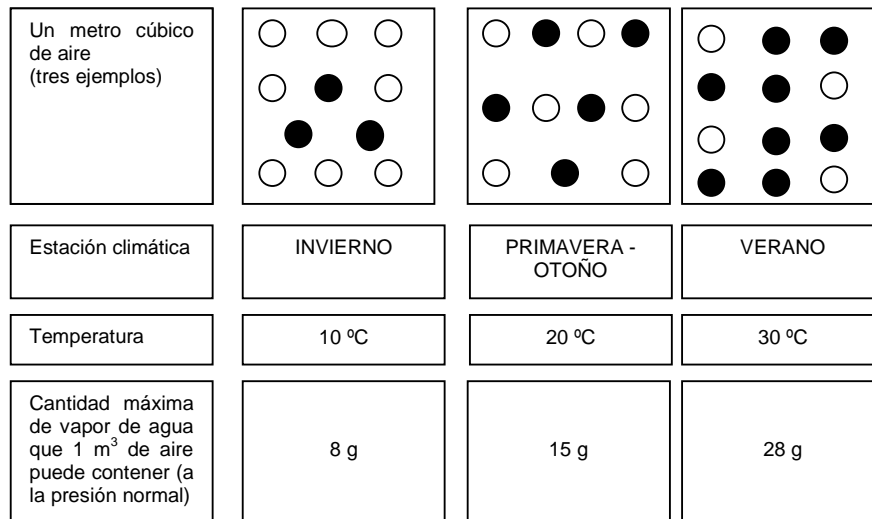 Un metro cúbico
de aire
(tres ejemplos)
Estación climática
INVIERNO
PRIMAVERA -
OTOÑO
VERANO
Temperatura
10 ºC
20 ºC
30 ºC
Cantidad máxima
de vapor de agua
que 1 m³ de aire
puede contener (a
la presión normal)
8 g
15 g
28 g